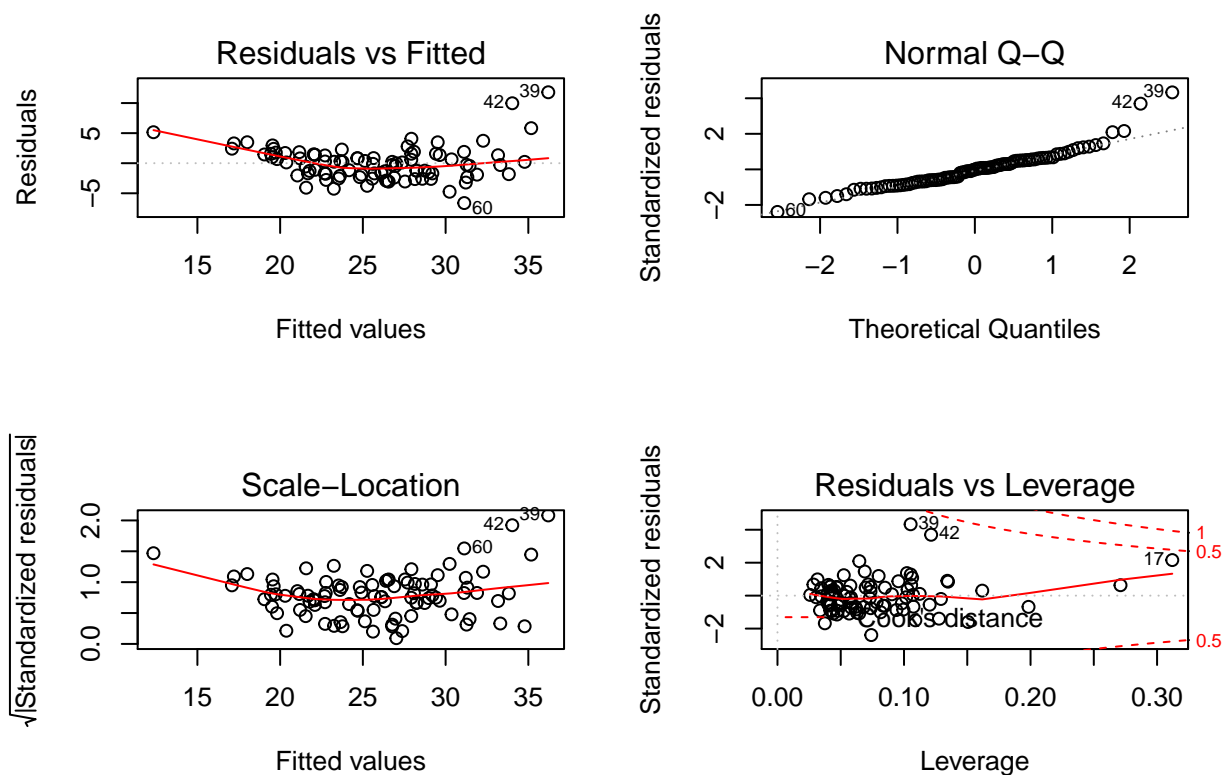 Residuals vs Fitted
Residuals
5
−5
39
42
60
15 20 25 30 35
Fitted values
Normal Q−Q
Standardized residuals
2
0
−2
39
42
60
−2 −1 0 1 2
Theoretical Quantiles
Scale−Location
√|Standardized residuals|
2.0
1.0
0.0
39
42
60
15 20 25 30 35
Fitted values
Residuals vs Leverage
Standardized residuals
2
0
−2
39
42
17
1
0.5
0.5
Cook's distance
0.00 0.10 0.20 0.30
Leverage